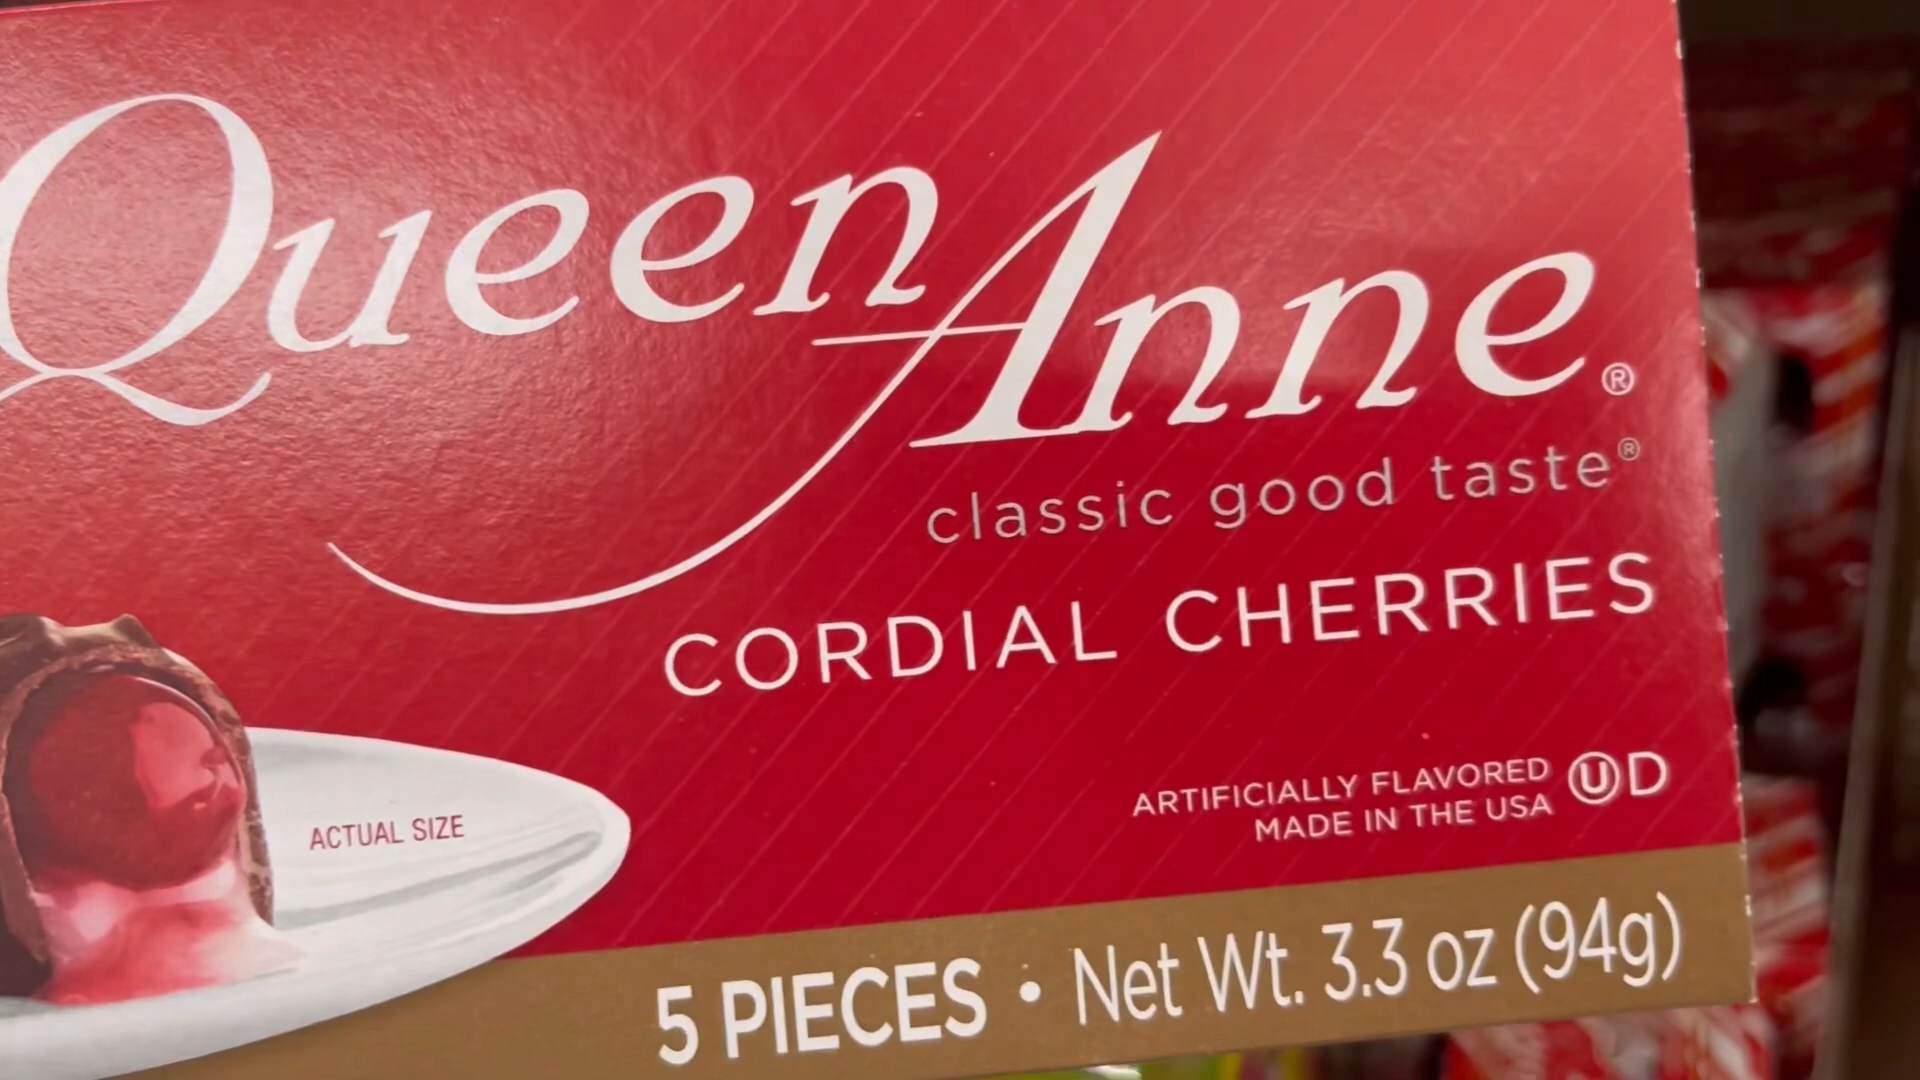 Queen Anne®
classic good taste®
CORDIAL CHERRIES
ACTUAL SIZE
ARTIFICIALLY FLAVORED Ⓤ D
MADE IN THE USA
5 PIECES • Net Wt. 3.3 oz (94g)